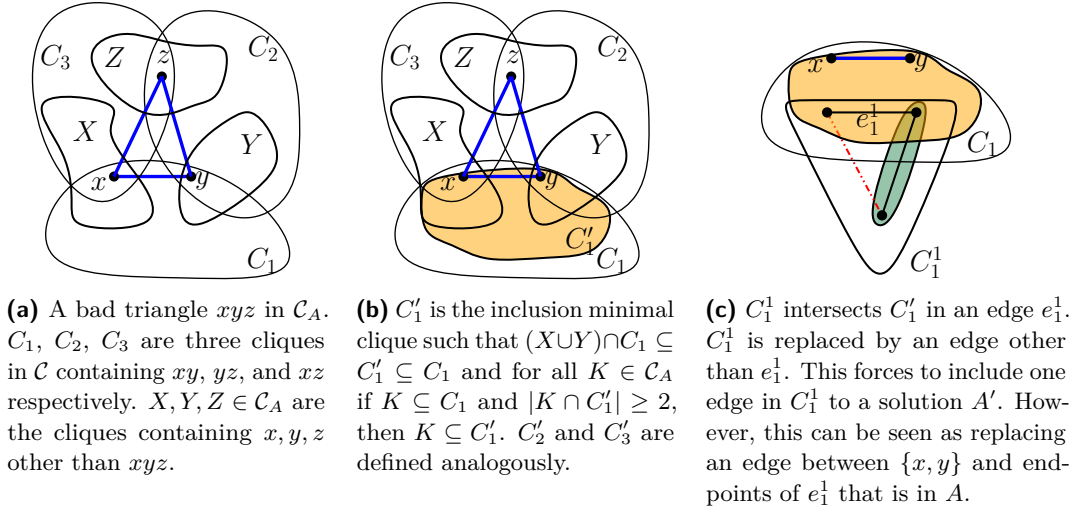 C₃ Z z C₂
X Y
x y
C₁
C₃ Z z C₂
X Y
x y
C′₁ C₁
x y
e¹₁ C₁
C¹₁
(a) A bad triangle xyz in 𝒞_A.
C₁, C₂, C₃ are three cliques
in 𝒞 containing xy, yz, and xz
respectively. X, Y, Z ∈ 𝒞_A are
the cliques containing x, y, z
other than xyz.
(b) C′₁ is the inclusion minimal
clique such that (X∪Y)∩C₁ ⊆
C′₁ ⊆ C₁ and for all K ∈ 𝒞_A
if K ⊆ C₁ and |K ∩ C′₁| ≥ 2,
then K ⊆ C′₁. C′₂ and C′₃ are
defined analogously.
(c) C¹₁ intersects C′₁ in an edge e¹₁.
C¹₁ is replaced by an edge other
than e¹₁. This forces to include one
edge in C¹₁ to a solution A′. How-
ever, this can be seen as replacing
an edge between {x, y} and end-
points of e¹₁ that is in A.